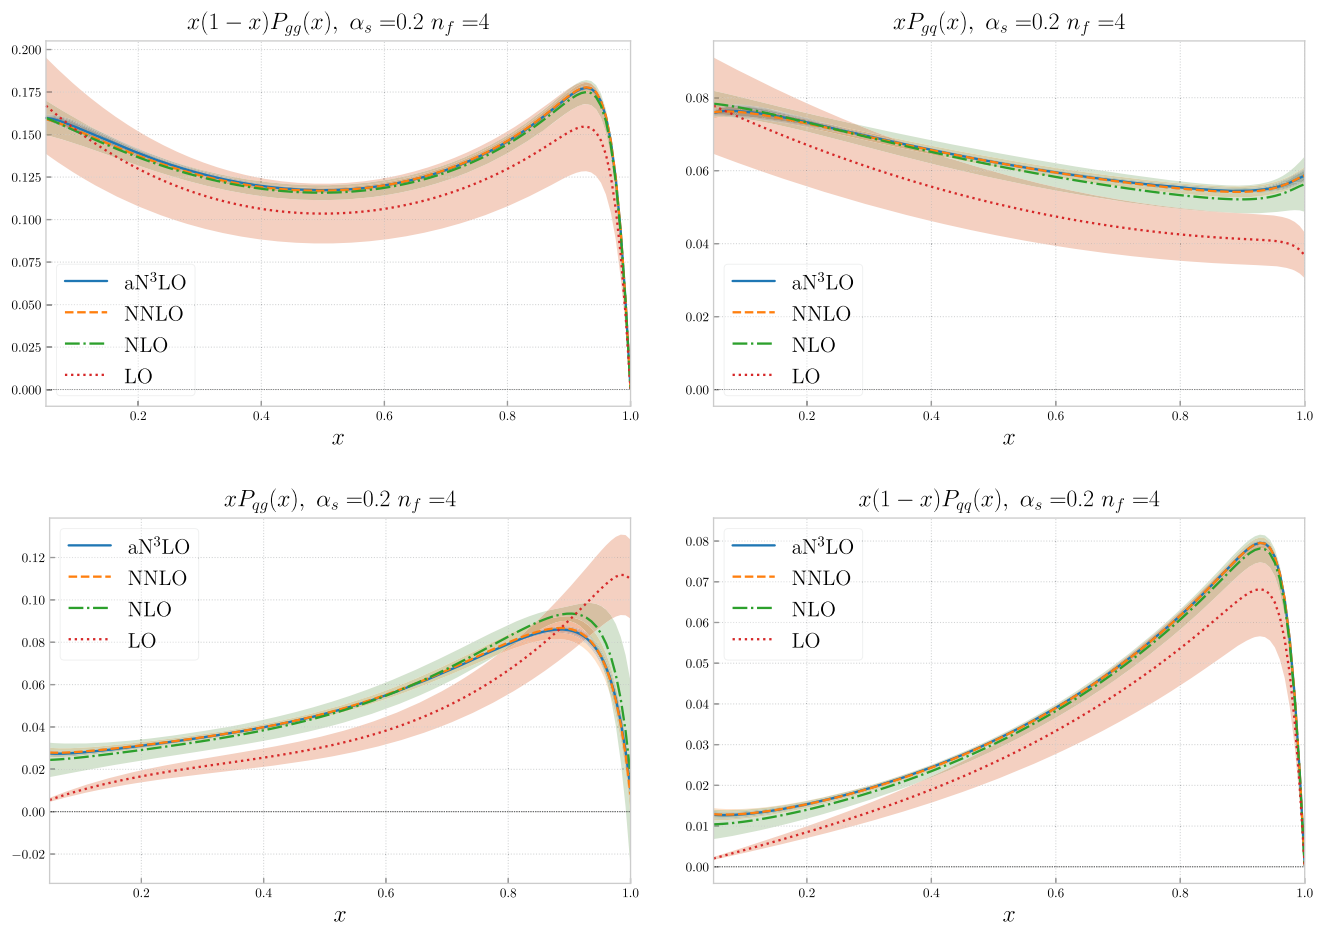 x(1 − x)P_gg(x), α_s =0.2 n_f =4
0.200
0.175
0.150
0.125
0.100
0.075
0.050
0.025
0.000
aN³LO
NNLO
NLO
LO
0.2 0.4 0.6 0.8 1.0
x
xP_gq(x), α_s =0.2 n_f =4
0.08
0.06
0.04
0.02
0.00
aN³LO
NNLO
NLO
LO
0.2 0.4 0.6 0.8 1.0
x
xP_qg(x), α_s =0.2 n_f =4
0.12
0.10
0.08
0.06
0.04
0.02
0.00
−0.02
aN³LO
NNLO
NLO
LO
0.2 0.4 0.6 0.8 1.0
x
x(1 − x)P_qq(x), α_s =0.2 n_f =4
0.08
0.07
0.06
0.05
0.04
0.03
0.02
0.01
0.00
aN³LO
NNLO
NLO
LO
0.2 0.4 0.6 0.8 1.0
x